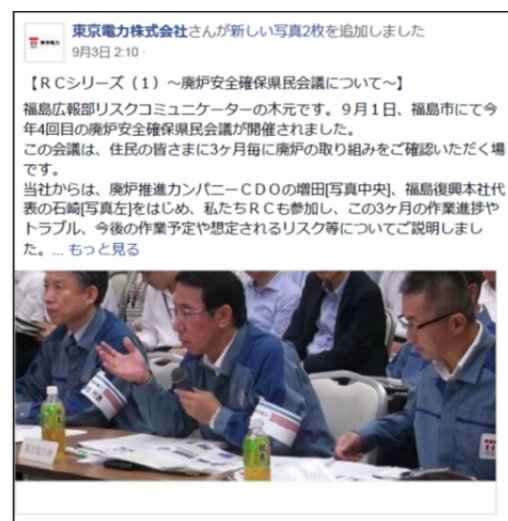 東京電力株式会社さんが新しい写真2枚を追加しました
9月3日 2:10 ·
【ＲＣシリーズ（１）～廃炉安全確保県民会議について～】
福島広報部リスクコミュニケーターの木元です。９月１日、福島市にて今
年4回目の廃炉安全確保県民会議が開催されました。
この会議は、住民の皆さまに3ヶ月毎に廃炉の取り組みをご確認いただく場
です。
当社からは、廃炉推進カンパニーＣＤＯの増田[写真中央]、福島復興本社代
表の石崎[写真左]をはじめ、私たちＲＣも参加し、この3ヶ月の作業進捗や
トラブル、今後の作業予定や想定されるリスク等についてご説明しまし
た。... もっと見る